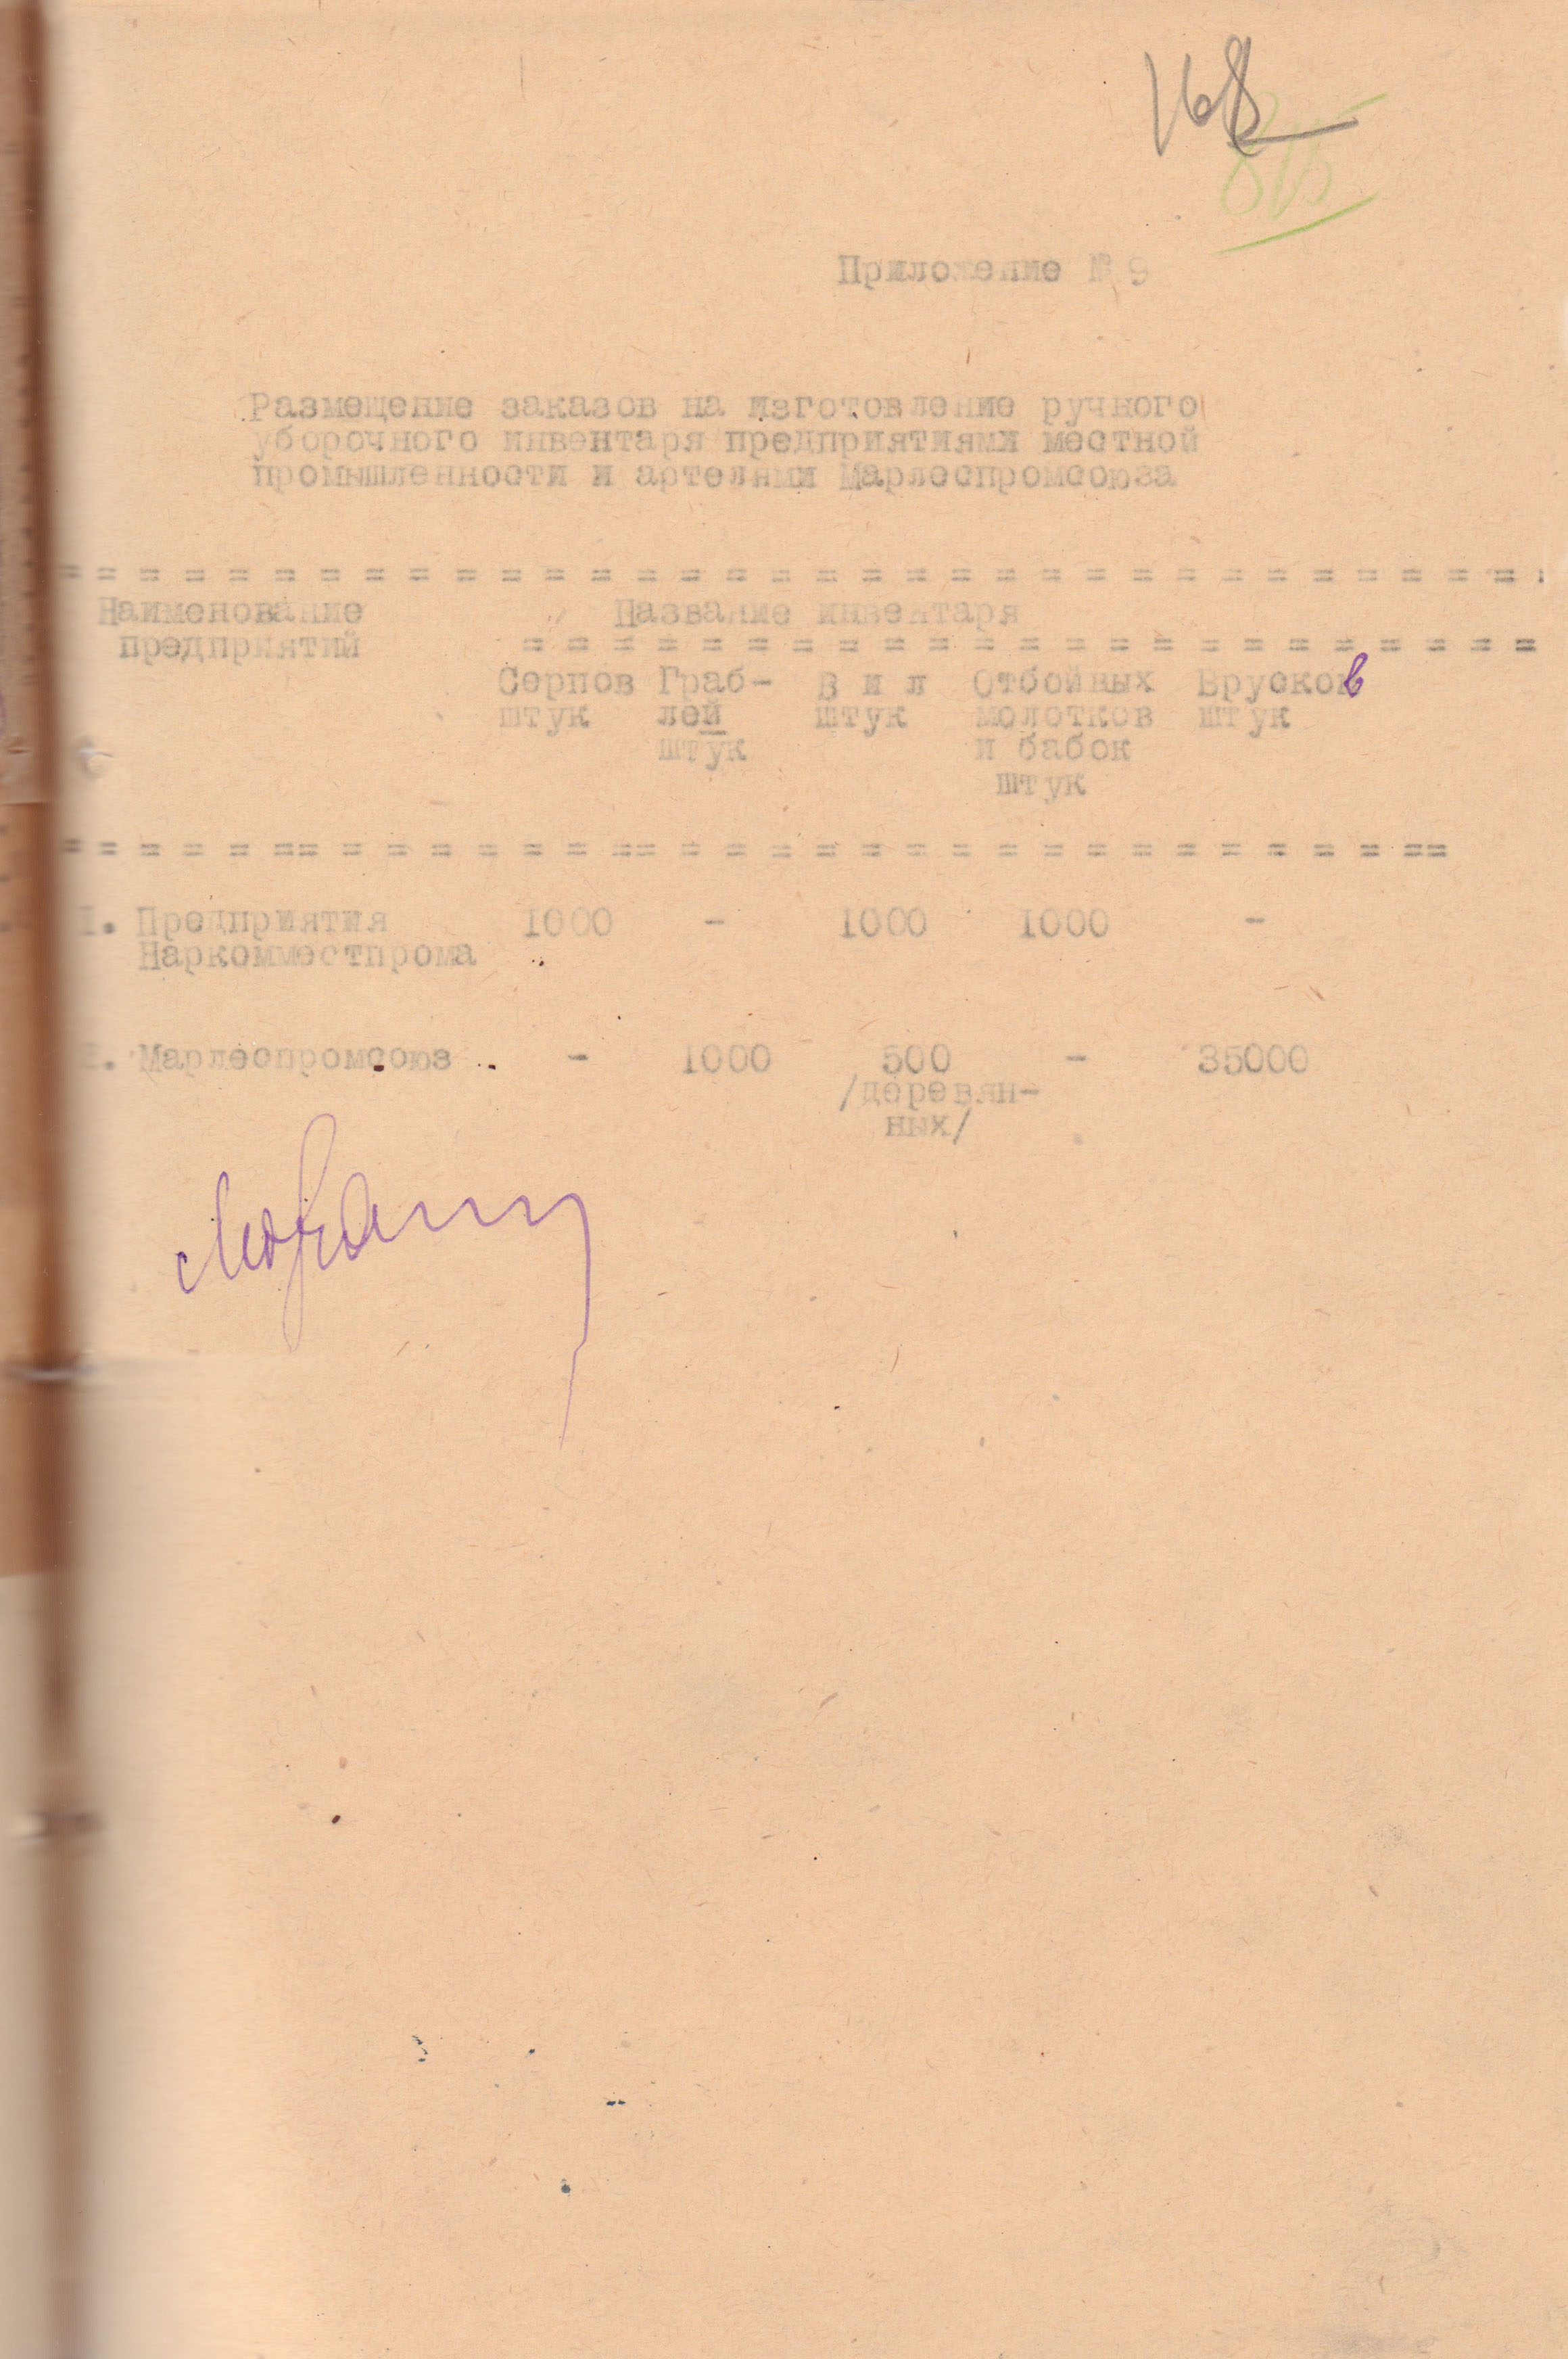 168
815
Приложение № 9
Размещение заказов на изготовление ручного
уборочного инвентаря предприятиями местной
промышленности и артелями Марлеспромсоюза
= = = = = = = = = = = = = = = = = = = = = = = = = = = = = = = = =
Наименование Название инвентаря
предприятий = = = = = = = = = = = = = = = = = = = = = = =
Серпов Граб- В и л Отбойных Брусков
штук лей штук молотков штук
штук и бабок
штук
= = = = = == = = = = = = == = = = = = = = = = = = = = = = = ==
1. Предприятия 1000 - 1000 1000 -
Наркомместпрома
2. Марлеспромсоюз - 1000 500 - 35000
/деревян-
ных/